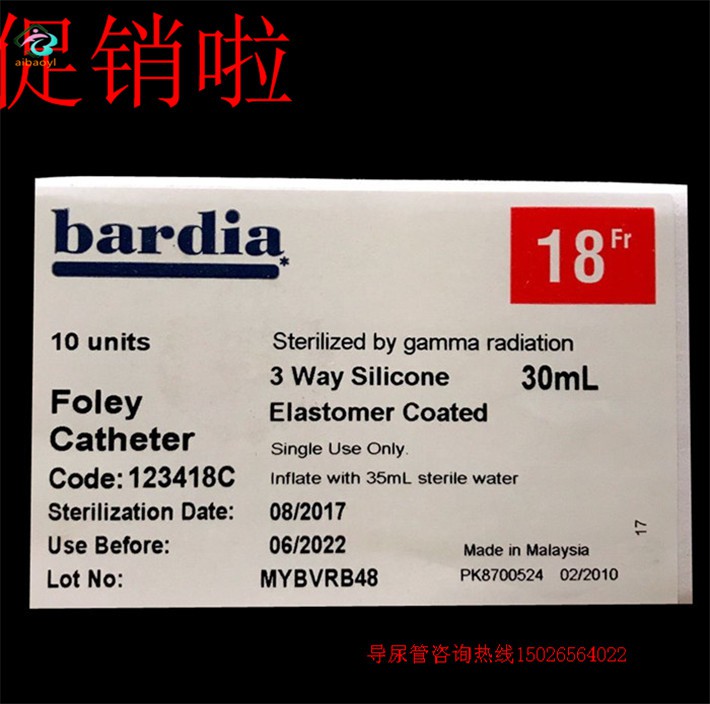 促销啦
aibaoyl
bardia*
18 Fr
10 units
Sterilized by gamma radiation
3 Way Silicone 30mL
Elastomer Coated
Foley
Catheter
Single Use Only.
Code: 123418C
Inflate with 35mL sterile water
Sterilization Date: 08/2017
Use Before: 06/2022
Lot No: MYBVRB48
Made in Malaysia
PK8700524 02/2010
17
导尿管咨询热线15026564022